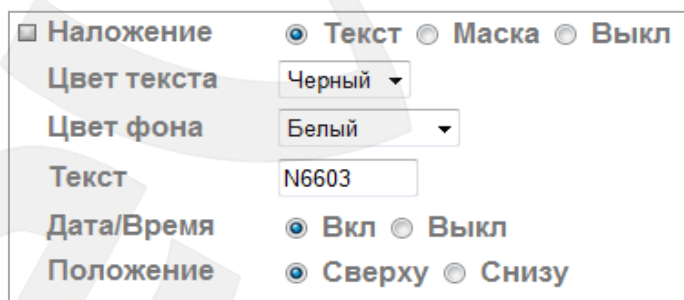 Наложение Текст Маска Выкл
Цвет текста Черный
Цвет фона Белый
Текст N6603
Дата/Время Вкл Выкл
Положение Сверху Снизу